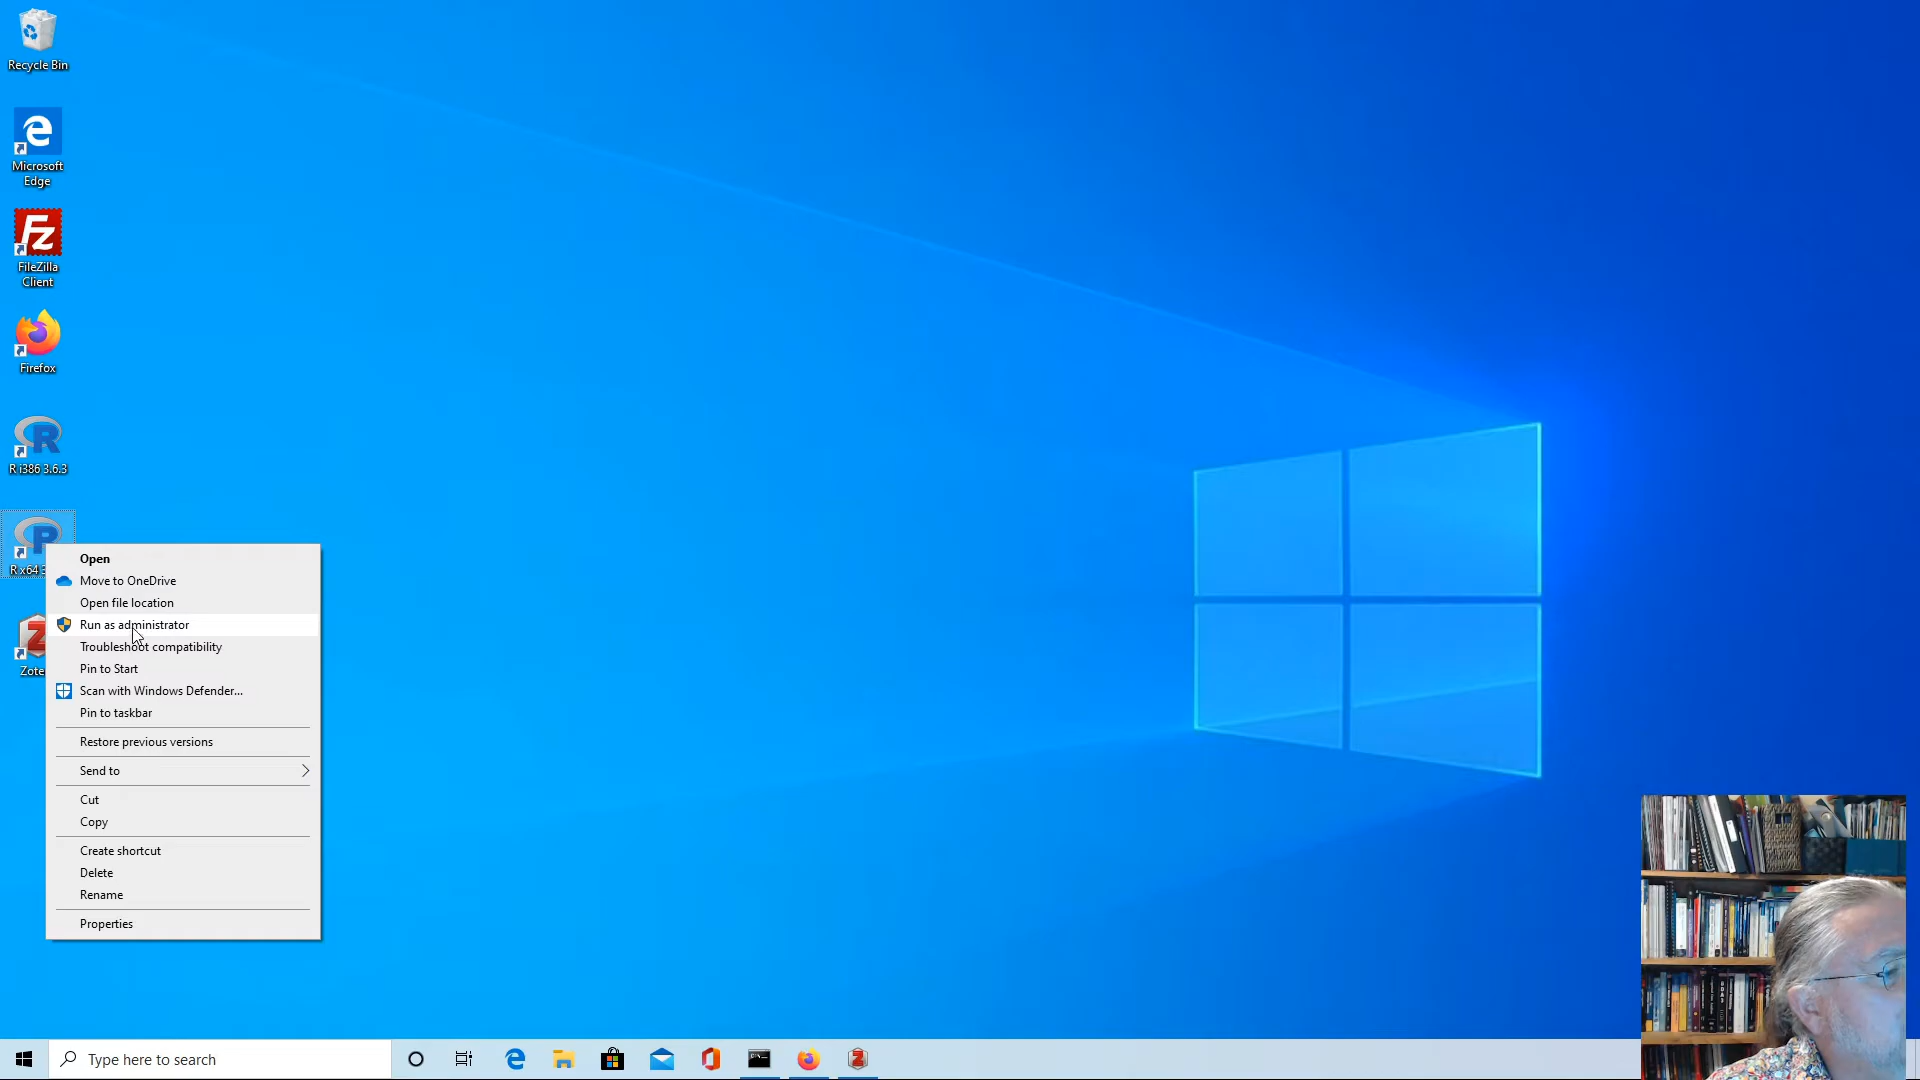 Recycle Bin
Microsoft
Edge
Fz
FileZilla
Client
Firefox
R i386 3.6.3
R x64 3
Open
Move to OneDrive
Open file location
Run as administrator
Troubleshoot compatibility
Pin to Start
Scan with Windows Defender...
Pin to taskbar
Restore previous versions
Send to
Cut
Copy
Create shortcut
Delete
Rename
Properties
Zote
Type here to search